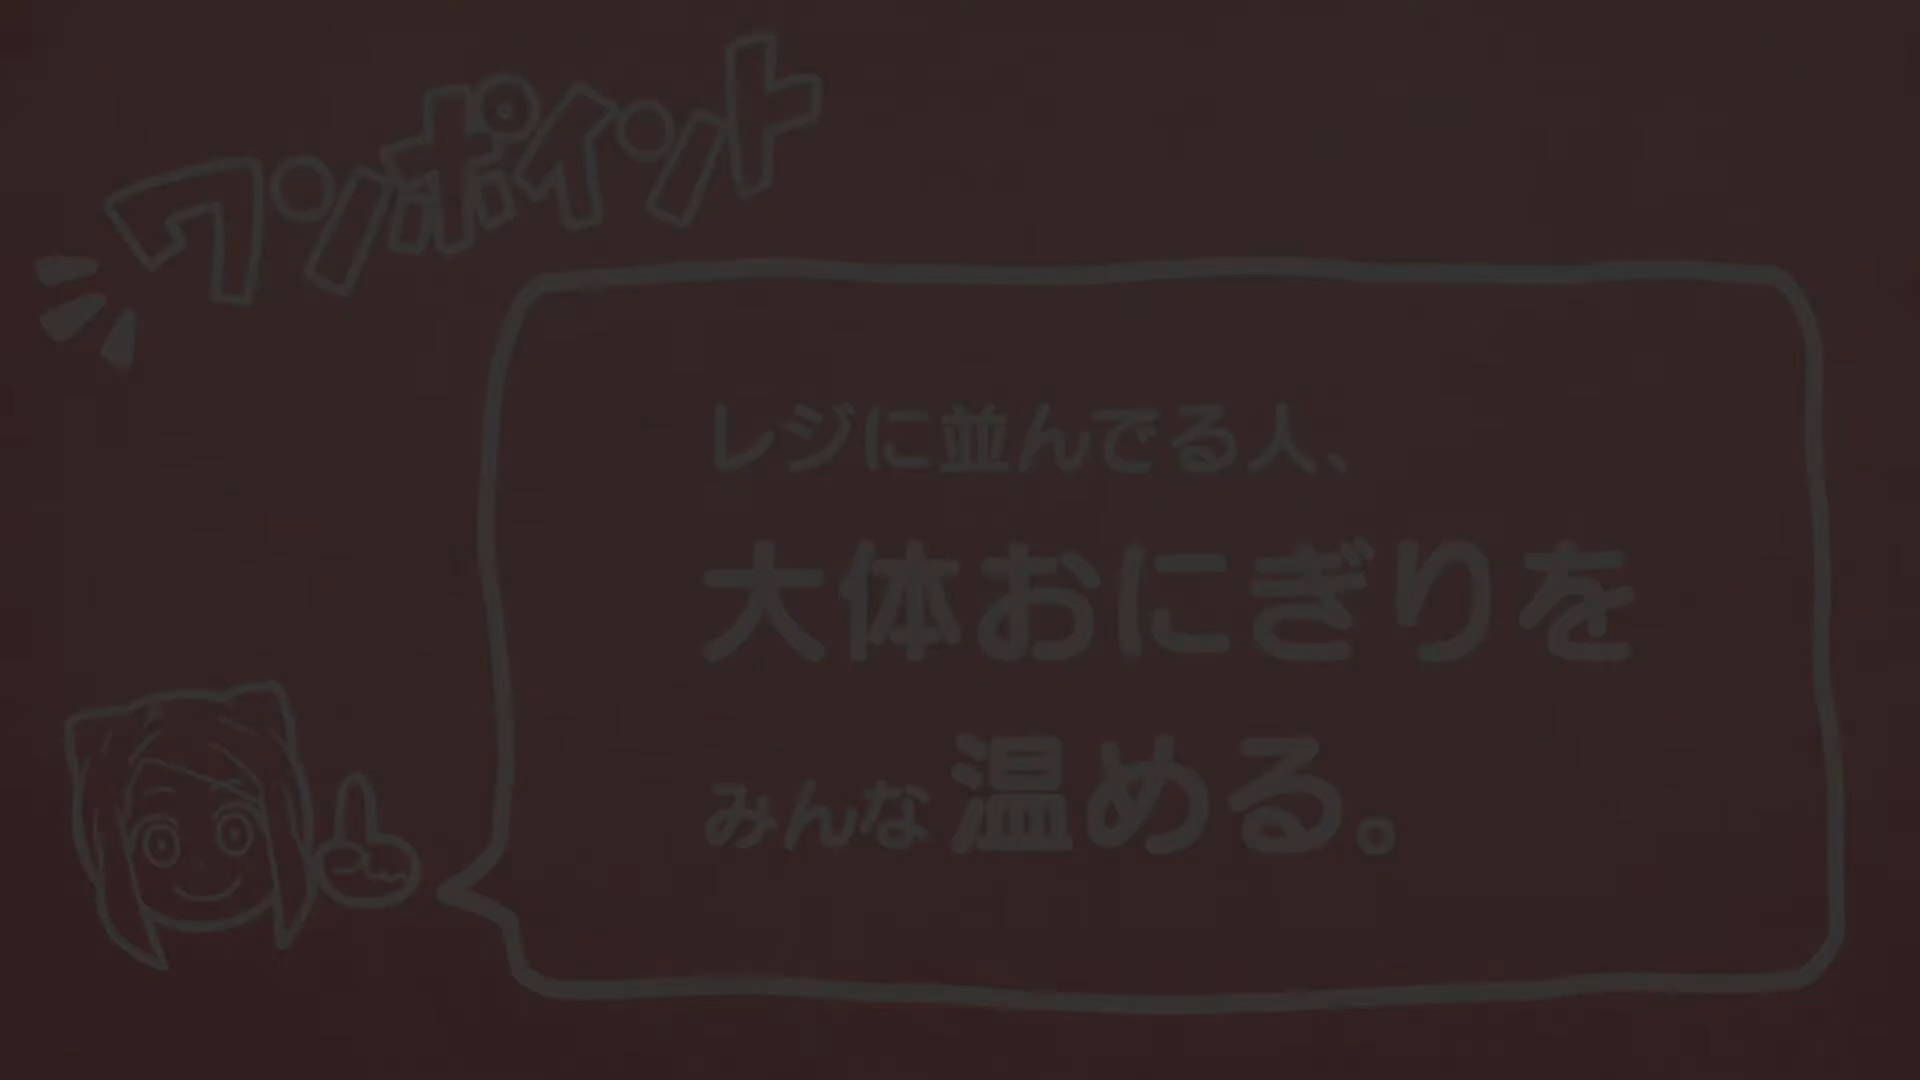 ワンポイント
レジに並んでる人、
大体おにぎりを
みんな温める。